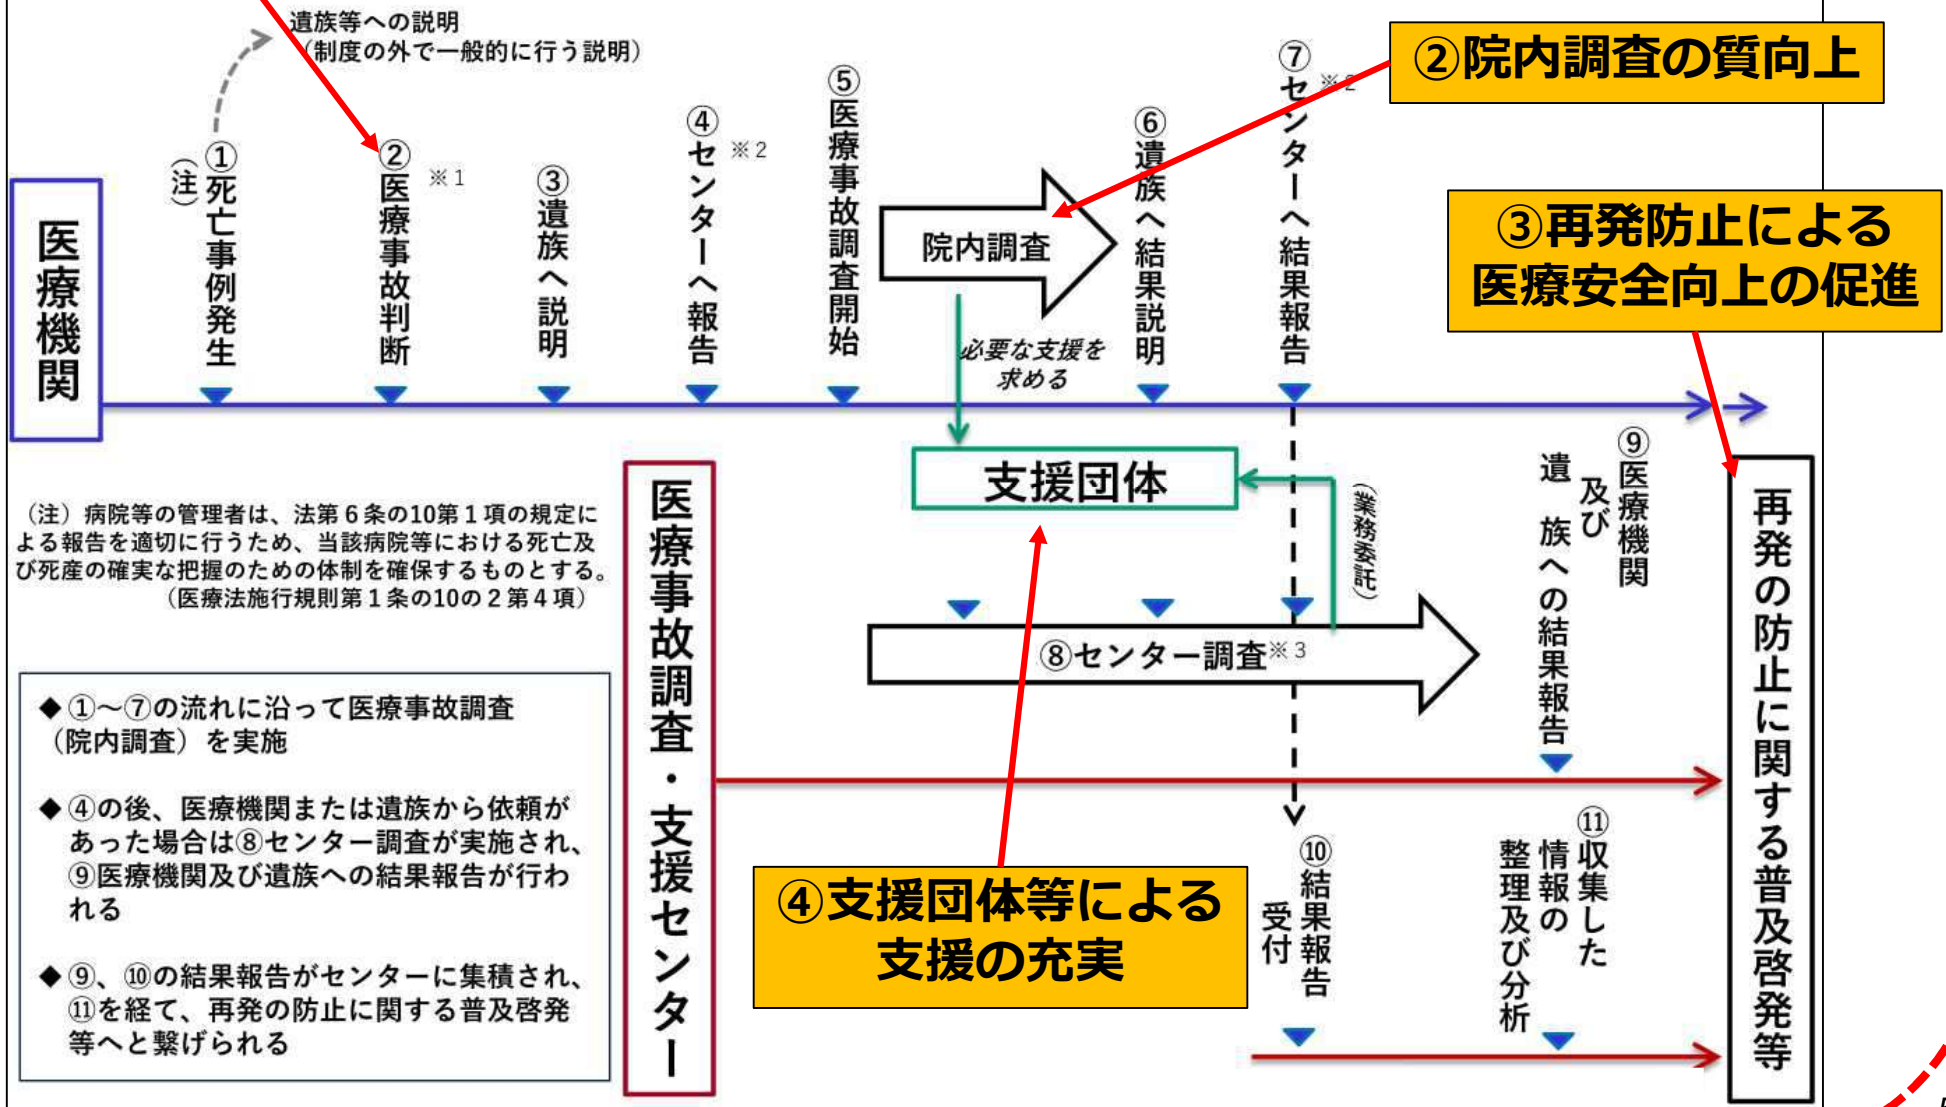 遺族等への説明
（制度の外で一般的に行う説明）
②院内調査の質向上
③再発防止による
医療安全向上の促進
医療機関
①死亡事例発生
（注）
②医療事故判断
※1
③遺族へ説明
④センターへ報告
※2
⑤医療事故調査開始
院内調査
必要な支援を
求める
⑥遺族へ結果説明
⑦センターへ結果報告
※2
支援団体
（業務委託）
⑨医療機関
及び
遺族への結果報告
（注）病院等の管理者は、法第6条の10第1項の規定に
よる報告を適切に行うため、当該病院等における死亡及
び死産の確実な把握のための体制を確保するものとする。
（医療法施行規則第1条の10の2第4項）
◆①～⑦の流れに沿って医療事故調査
（院内調査）を実施
◆④の後、医療機関または遺族から依頼が
あった場合は⑧センター調査が実施され、
⑨医療機関及び遺族への結果報告が行わ
れる
◆⑨、⑩の結果報告がセンターに集積され、
⑪を経て、再発の防止に関する普及啓発
等へと繋げられる
医療事故調査・支援センター
⑧センター調査※3
④支援団体等による
支援の充実
⑩結果報告
受付
⑪収集した
情報の
整理及び分析
再発の防止に関する普及啓発等